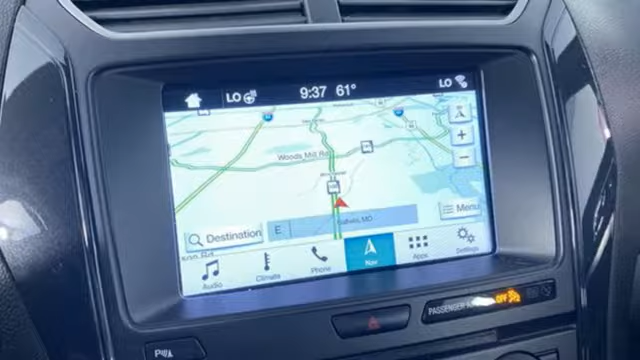 LO 9:37 61° LO
Woods Mill Rd
+
−
E
Menu
Destination
Audio Climate Phone Nav Apps Settings
PASSENGER OFF
P